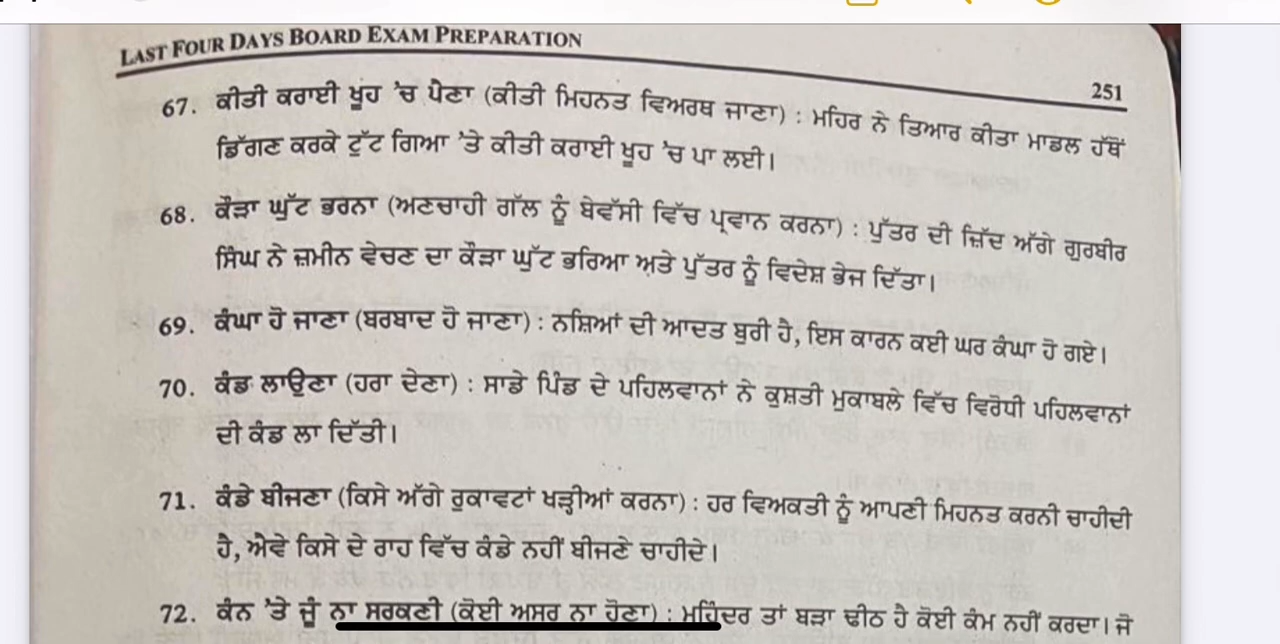 LAST FOUR DAYS BOARD EXAM PREPARATION
251
67. ਕੀਤੀ ਕਰਾਈ ਖੂਹ 'ਚ ਪੈਣਾ (ਕੀਤੀ ਮਿਹਨਤ ਵਿਅਰਥ ਜਾਣਾ) : ਮਹਿਰ ਨੇ ਤਿਆਰ ਕੀਤਾ ਮਾਡਲ ਹੱਥੋਂ
ਡਿੱਗਣ ਕਰਕੇ ਟੁੱਟ ਗਿਆ 'ਤੇ ਕੀਤੀ ਕਰਾਈ ਖੂਹ 'ਚ ਪਾ ਲਈ।
68. ਕੌੜਾ ਘੁੱਟ ਭਰਨਾ (ਅਣਚਾਹੀ ਗੱਲ ਨੂੰ ਬੇਵੱਸੀ ਵਿੱਚ ਪ੍ਰਵਾਨ ਕਰਨਾ) : ਪੁੱਤਰ ਦੀ ਜ਼ਿੱਦ ਅੱਗੇ ਗੁਰਬੀਰ
ਸਿੰਘ ਨੇ ਜ਼ਮੀਨ ਵੇਚਣ ਦਾ ਕੌੜਾ ਘੁੱਟ ਭਰਿਆ ਅਤੇ ਪੁੱਤਰ ਨੂੰ ਵਿਦੇਸ਼ ਭੇਜ ਦਿੱਤਾ।
69. ਕੰਘਾ ਹੋ ਜਾਣਾ (ਬਰਬਾਦ ਹੋ ਜਾਣਾ) : ਨਸ਼ਿਆਂ ਦੀ ਆਦਤ ਬੁਰੀ ਹੈ, ਇਸ ਕਾਰਨ ਕਈ ਘਰ ਕੰਘਾ ਹੋ ਗਏ।
70. ਕੰਡ ਲਾਉਣਾ (ਹਰਾ ਦੇਣਾ) : ਸਾਡੇ ਪਿੰਡ ਦੇ ਪਹਿਲਵਾਨਾਂ ਨੇ ਕੁਸ਼ਤੀ ਮੁਕਾਬਲੇ ਵਿੱਚ ਵਿਰੋਧੀ ਪਹਿਲਵਾਨਾਂ
ਦੀ ਕੰਡ ਲਾ ਦਿੱਤੀ।
71. ਕੰਡੇ ਬੀਜਣਾ (ਕਿਸੇ ਅੱਗੇ ਰੁਕਾਵਟਾਂ ਖੜ੍ਹੀਆਂ ਕਰਨਾ) : ਹਰ ਵਿਅਕਤੀ ਨੂੰ ਆਪਣੀ ਮਿਹਨਤ ਕਰਨੀ ਚਾਹੀਦੀ
ਹੈ, ਐਵੇਂ ਕਿਸੇ ਦੇ ਰਾਹ ਵਿੱਚ ਕੰਡੇ ਨਹੀਂ ਬੀਜਣੇ ਚਾਹੀਦੇ।
72. ਕੰਨ 'ਤੇ ਜੂੰ ਨਾ ਸਰਕਣੀ (ਕੋਈ ਅਸਰ ਨਾ ਹੋਣਾ) : ਮਹਿੰਦਰ ਤਾਂ ਬੜਾ ਢੀਠ ਹੈ ਕੋਈ ਕੰਮ ਨਹੀਂ ਕਰਦਾ। ਜੋ